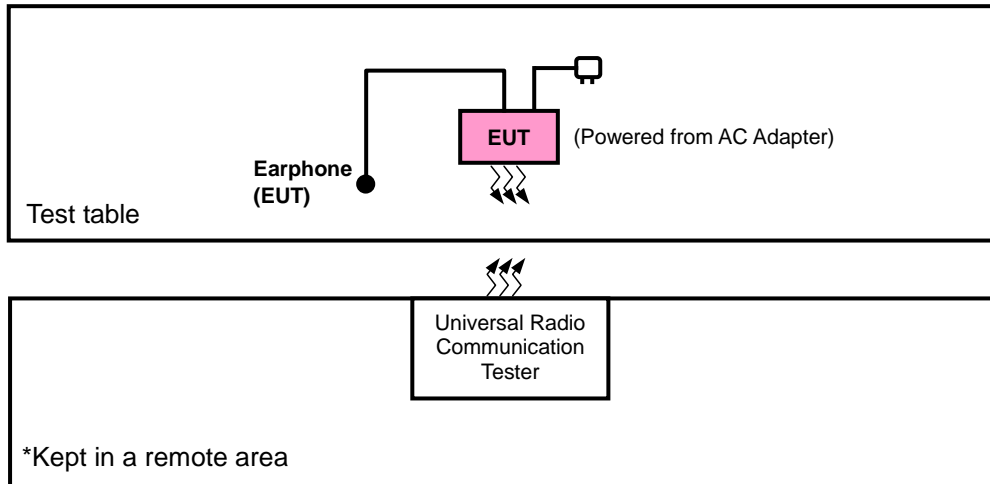 EUT
(Powered from AC Adapter)
Earphone
(EUT)
Test table
Universal Radio
Communication
Tester
*Kept in a remote area